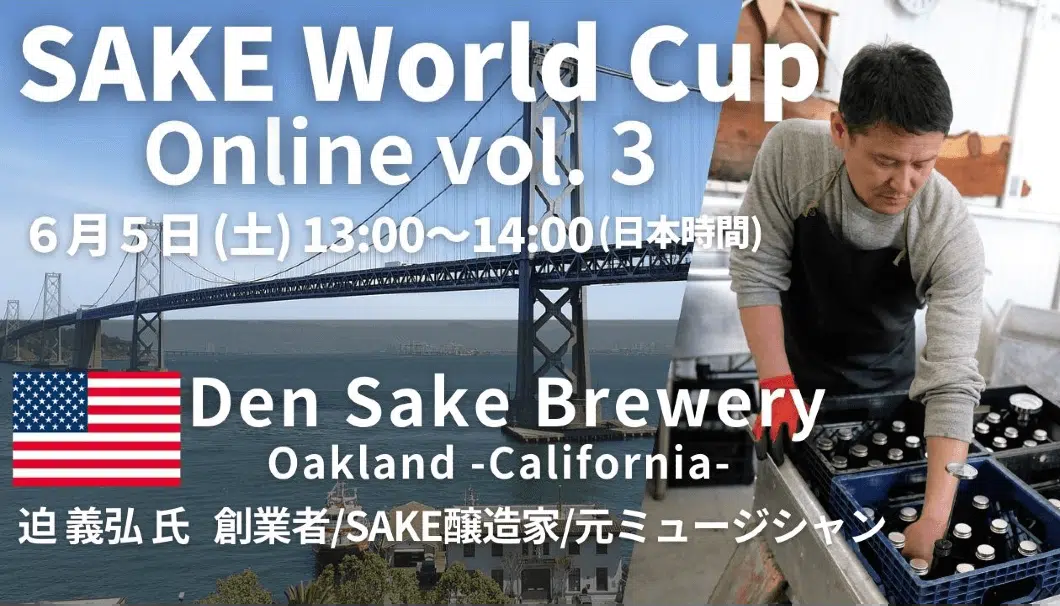 SAKE World Cup
Online vol. 3
６月５日(土) 13:00〜14:00(日本時間)
Den Sake Brewery
Oakland -California-
迫 義弘 氏 創業者/SAKE醸造家/元ミュージシャン